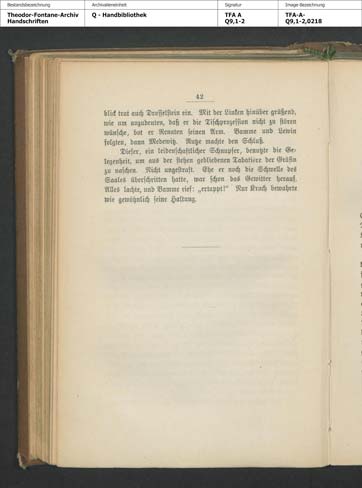 Bestandsbezeichnung
Theodor-Fontane-Archiv
Handschriften
Archivalieneinheit
Q - Handbibliothek
Signatur
TFA A
Q9,1-2
Image-Bezeichnung
TFA-A-
Q9,1-2,0218
42
blick trat auch Drosselstein ein. Mit der Linken hinüber grüßend,
wie um anzudeuten, daß er die Tischprozession nicht zu stören
wünsche, bot er Renaten seinen Arm. Bamme und Lewin
folgten, dann Medewitz. Rutze machte den Schluß.
Dieser, ein leidenschaftlicher Schnupfer, benutzte die Ge-
legenheit, um aus der stehen gebliebenen Tabatiere der Gräfin
zu naschen. Nicht ungestraft. Ehe er noch die Schwelle des
Saales überschritten hatte, war schon das Gewitter herauf.
Alles lachte, und Bamme rief: „ertappt!“ Nur Krach bewahrte
wie gewöhnlich seine Haltung.